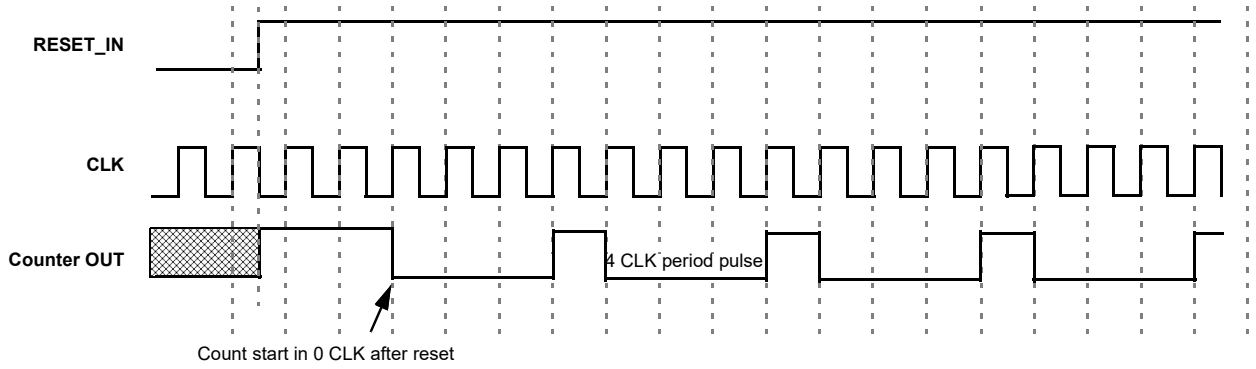 RESET_IN
CLK
Counter OUT
4 CLK period pulse
Count start in 0 CLK after reset